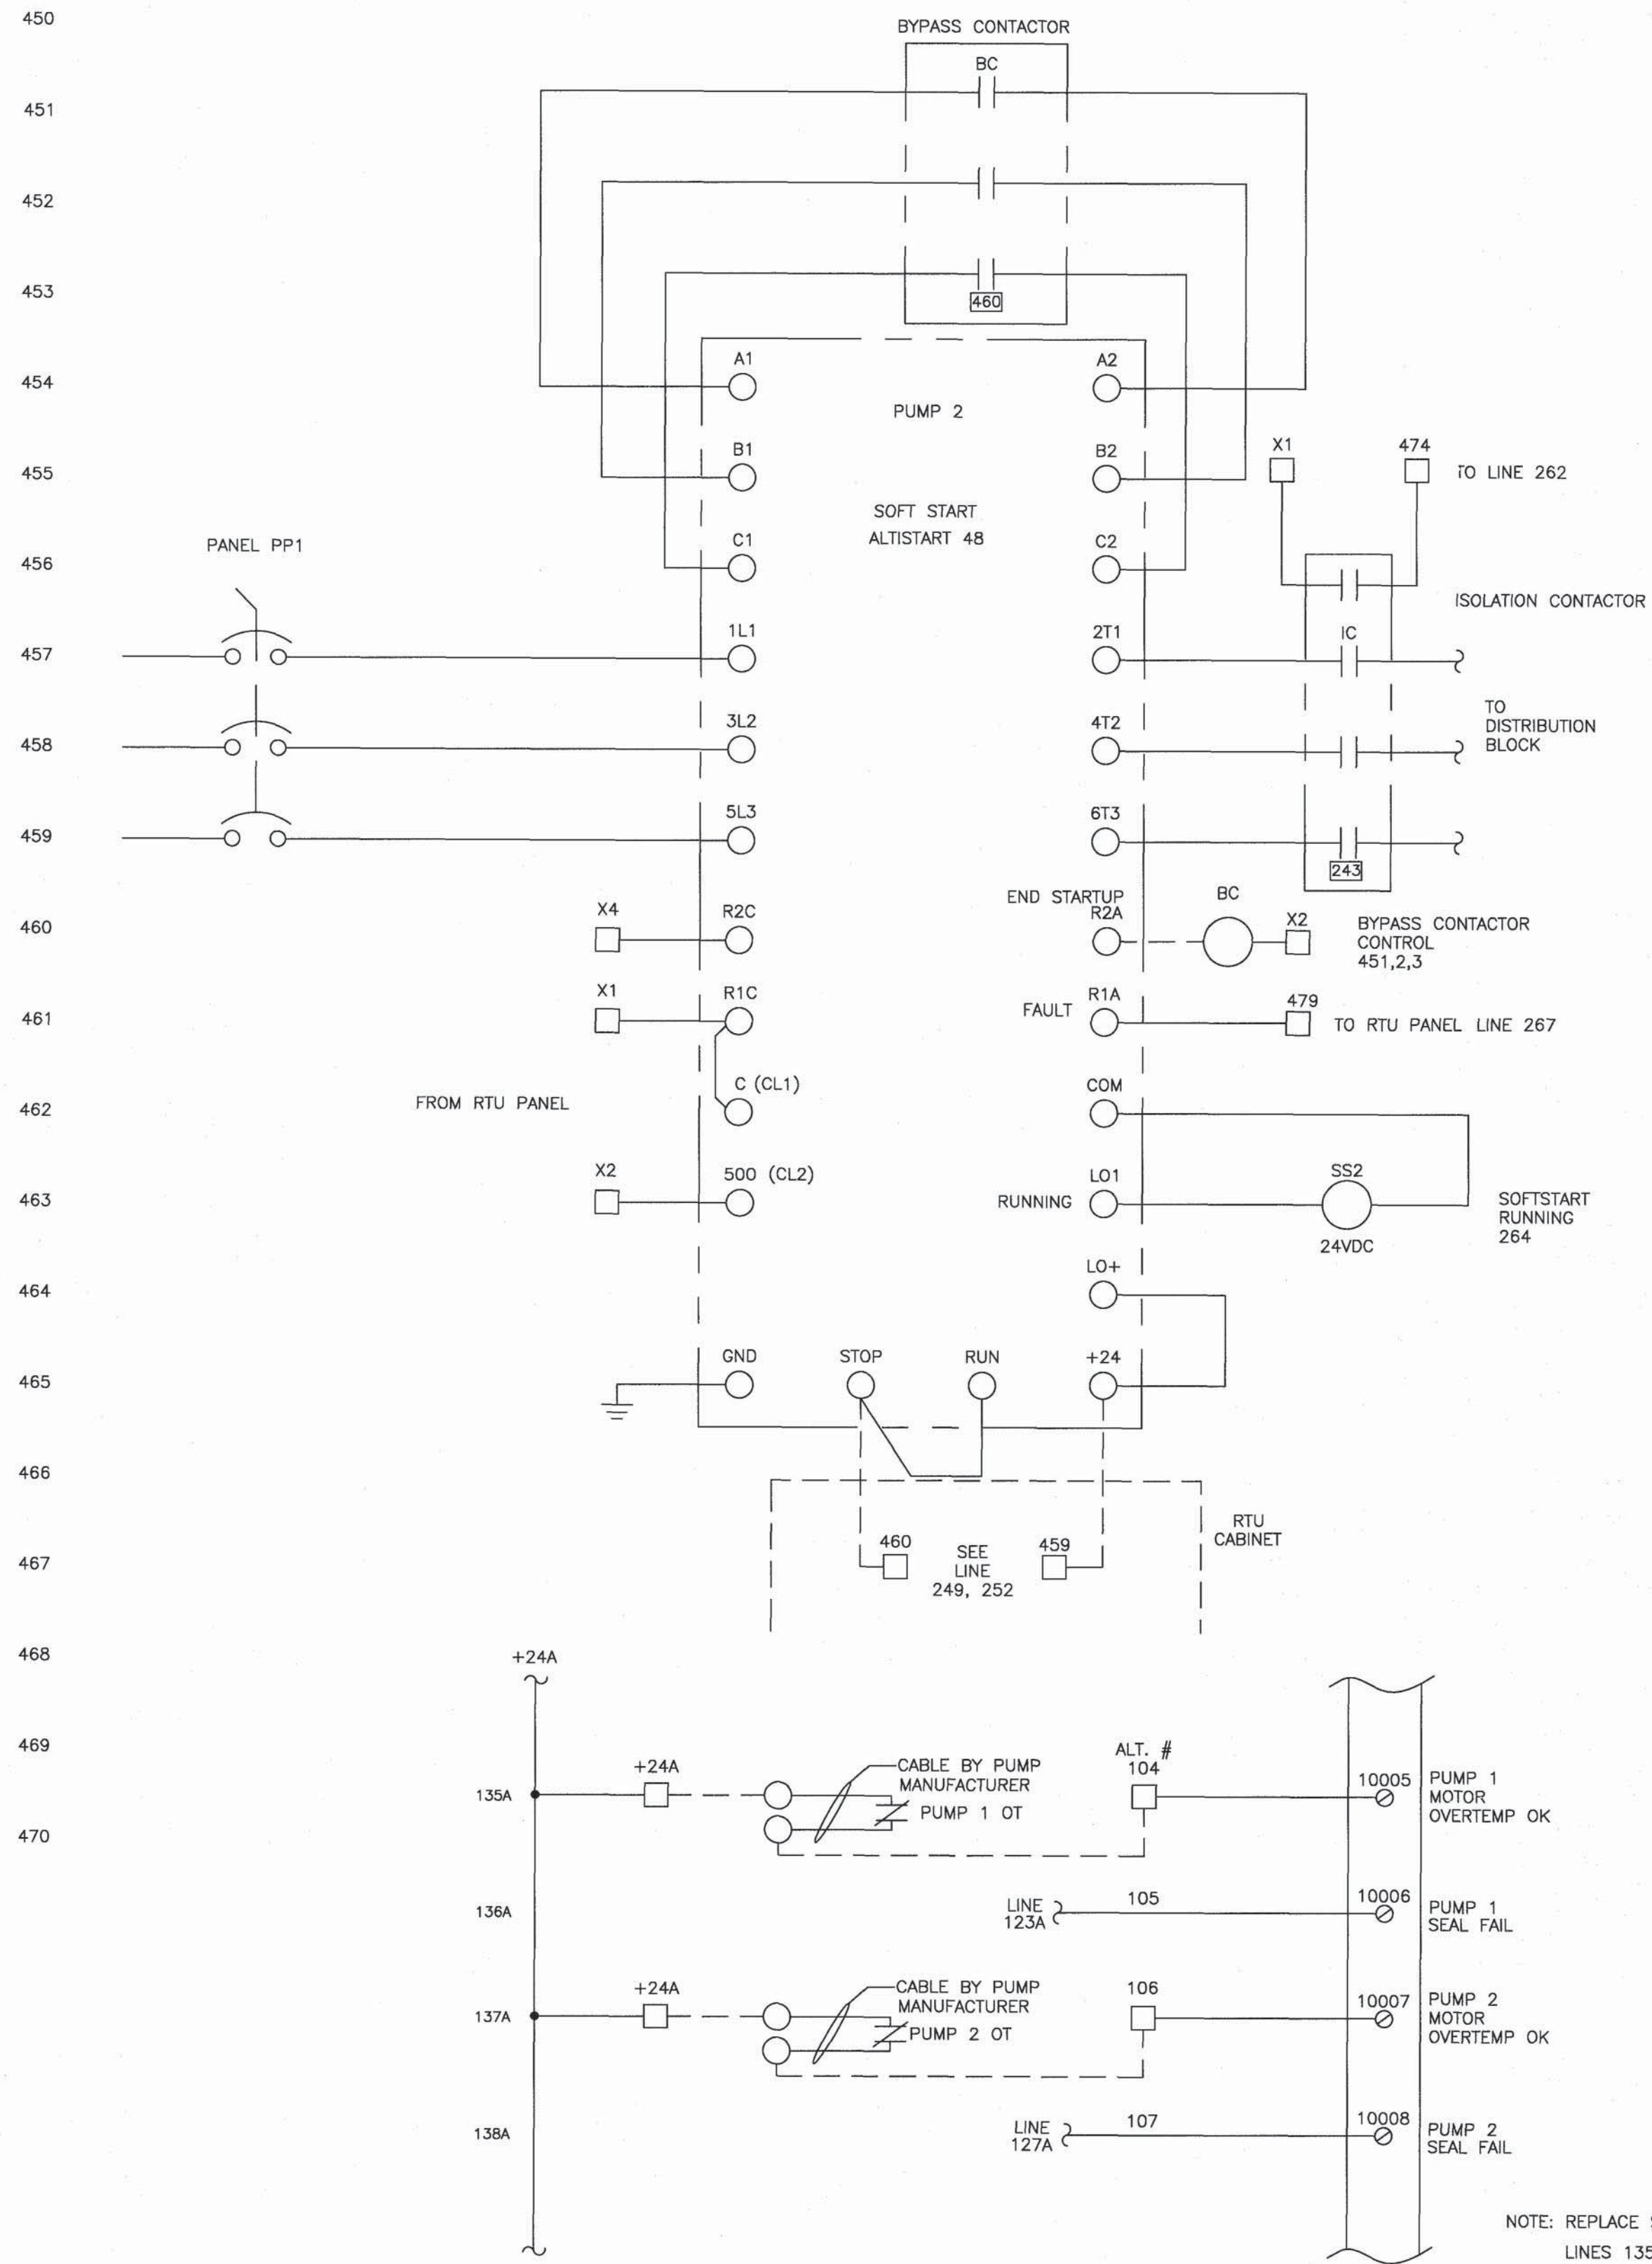 450
BYPASS CONTACTOR
BC
451
452
453
460
454
A1
A2
PUMP 2
455
B1
B2
X1
474
TO LINE 262
SOFT START
ALTISTART 48
PANEL PP1
456
C1
C2
ISOLATION CONTACTOR
457
1L1
2T1
IC
TO
DISTRIBUTION
BLOCK
458
3L2
4T2
459
5L3
6T3
243
END STARTUP
BC
460
X4
R2C
R2A
X2
BYPASS CONTACTOR
CONTROL
451,2,3
461
X1
R1C
FAULT
R1A
479
TO RTU PANEL LINE 267
C (CL1)
COM
462
FROM RTU PANEL
463
X2
500 (CL2)
RUNNING
LO1
SS2
24VDC
SOFTSTART
RUNNING
264
464
LO+
465
GND
STOP
RUN
+24
466
RTU
CABINET
467
460
SEE
LINE
249, 252
459
468
+24A
469
ALT. #
104
135A
+24A
CABLE BY PUMP
MANUFACTURER
PUMP 1 OT
10005
PUMP 1
MOTOR
OVERTEMP OK
470
136A
LINE
123A
105
10006
PUMP 1
SEAL FAIL
137A
+24A
CABLE BY PUMP
MANUFACTURER
PUMP 2 OT
106
10007
PUMP 2
MOTOR
OVERTEMP OK
138A
LINE
127A
107
10008
PUMP 2
SEAL FAIL
NOTE: REPLACE
LINES 135